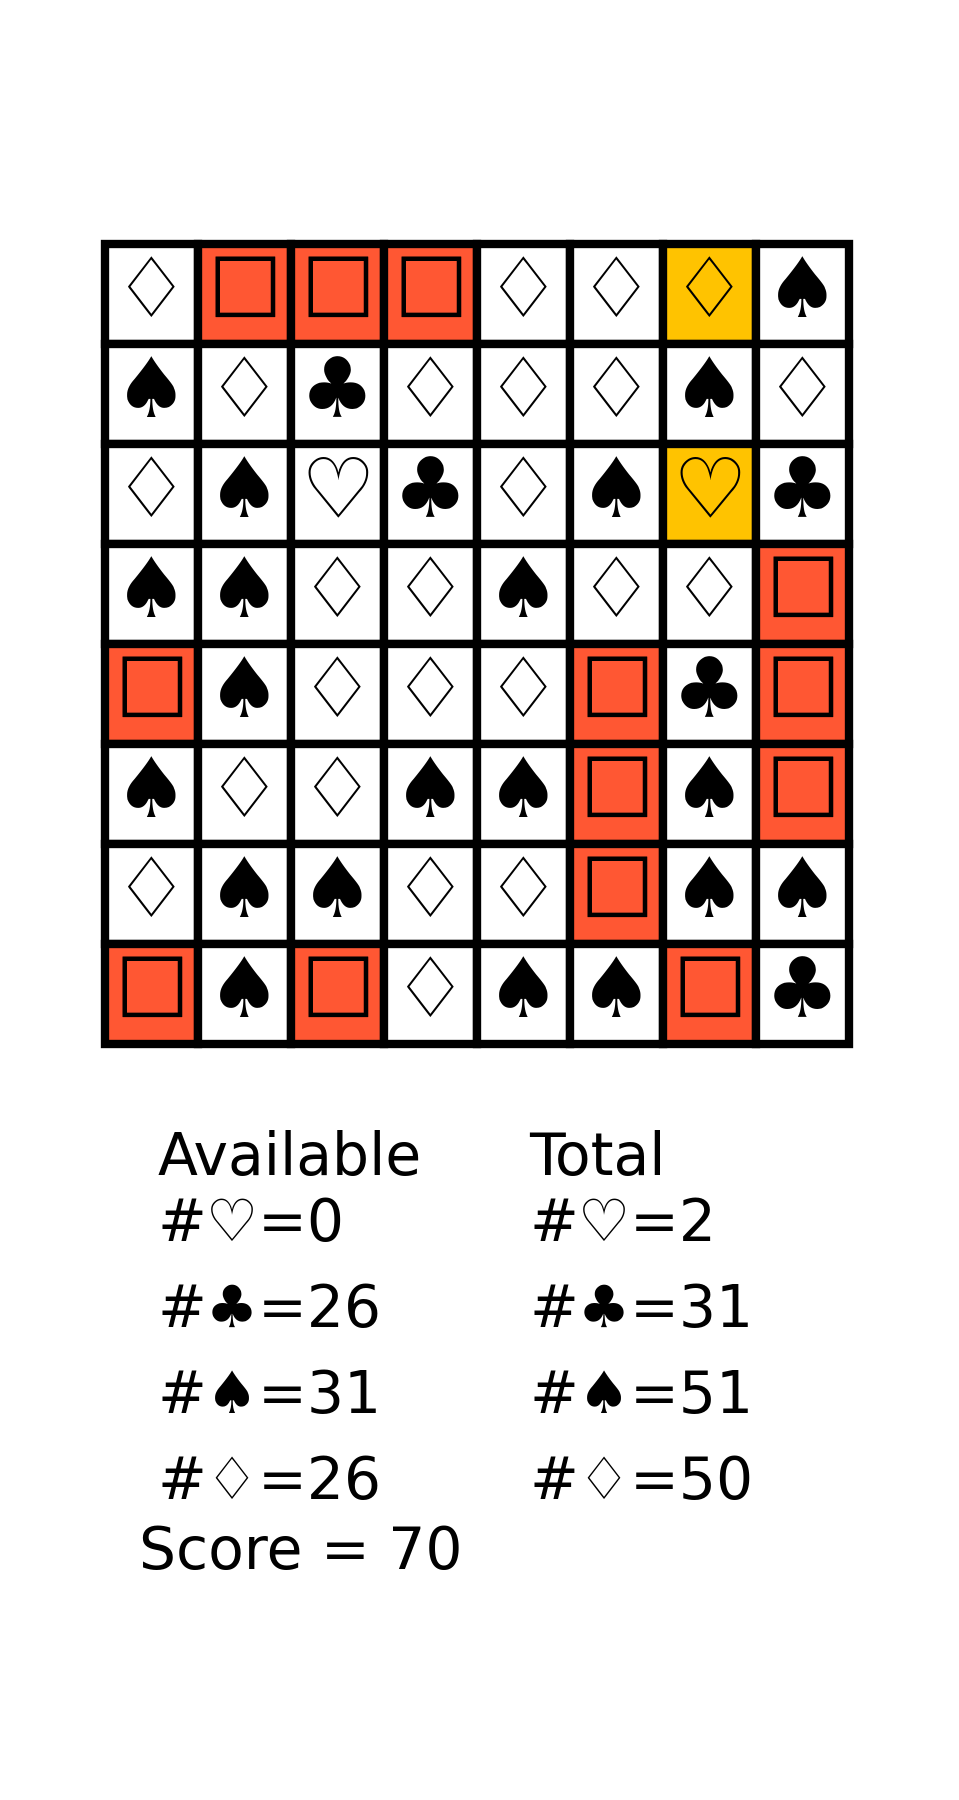 ♢ □ □ □ ♢ ♢ ♢ ♠
♠ ♢ ♣ ♢ ♢ ♢ ♠ ♢
♢ ♠ ♡ ♣ ♢ ♠ ♡ ♣
♠ ♠ ♢ ♢ ♠ ♢ ♢ □
□ ♠ ♢ ♢ ♢ □ ♣ □
♠ ♢ ♢ ♠ ♠ □ ♠ □
♢ ♠ ♠ ♢ ♢ □ ♠ ♠
□ ♠ □ ♢ ♠ ♠ □ ♣
Available Total
#♡=0 #♡=2
#♣=26 #♣=31
#♠=31 #♠=51
#♢=26 #♢=50
Score = 70